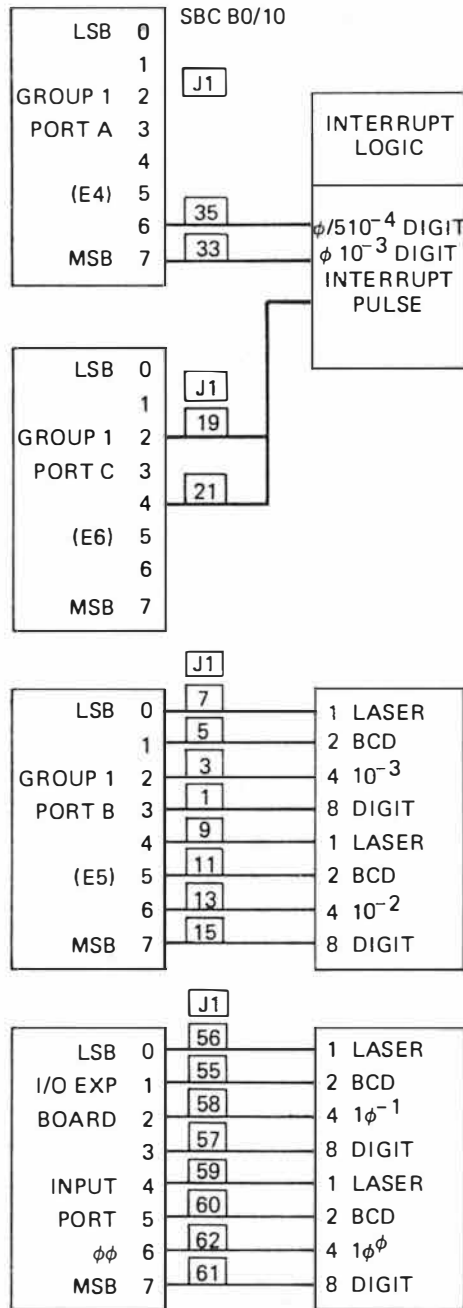 SBC B0/10
LSB 0
1
GROUP 1 2
PORT A 3
4
(E4) 5
6
MSB 7
J1
35
33
INTERRUPT
LOGIC
ϕ/510⁻⁴ DIGIT
ϕ 10⁻³ DIGIT
INTERRUPT
PULSE
LSB 0
1
GROUP 1 2
PORT C 3
4
(E6) 5
6
MSB 7
J1
19
21
LSB 0
1
GROUP 1 2
PORT B 3
4
(E5) 5
6
MSB 7
J1
7
5
3
1
9
11
13
15
1 LASER
2 BCD
4 10⁻³
8 DIGIT
1 LASER
2 BCD
4 10⁻²
8 DIGIT
LSB 0
I/O EXP 1
BOARD 2
3
INPUT 4
PORT 5
ϕϕ 6
MSB 7
J1
56
55
58
57
59
60
62
61
1 LASER
2 BCD
4 1ϕ⁻¹
8 DIGIT
1 LASER
2 BCD
4 1ϕ^ϕ
8 DIGIT